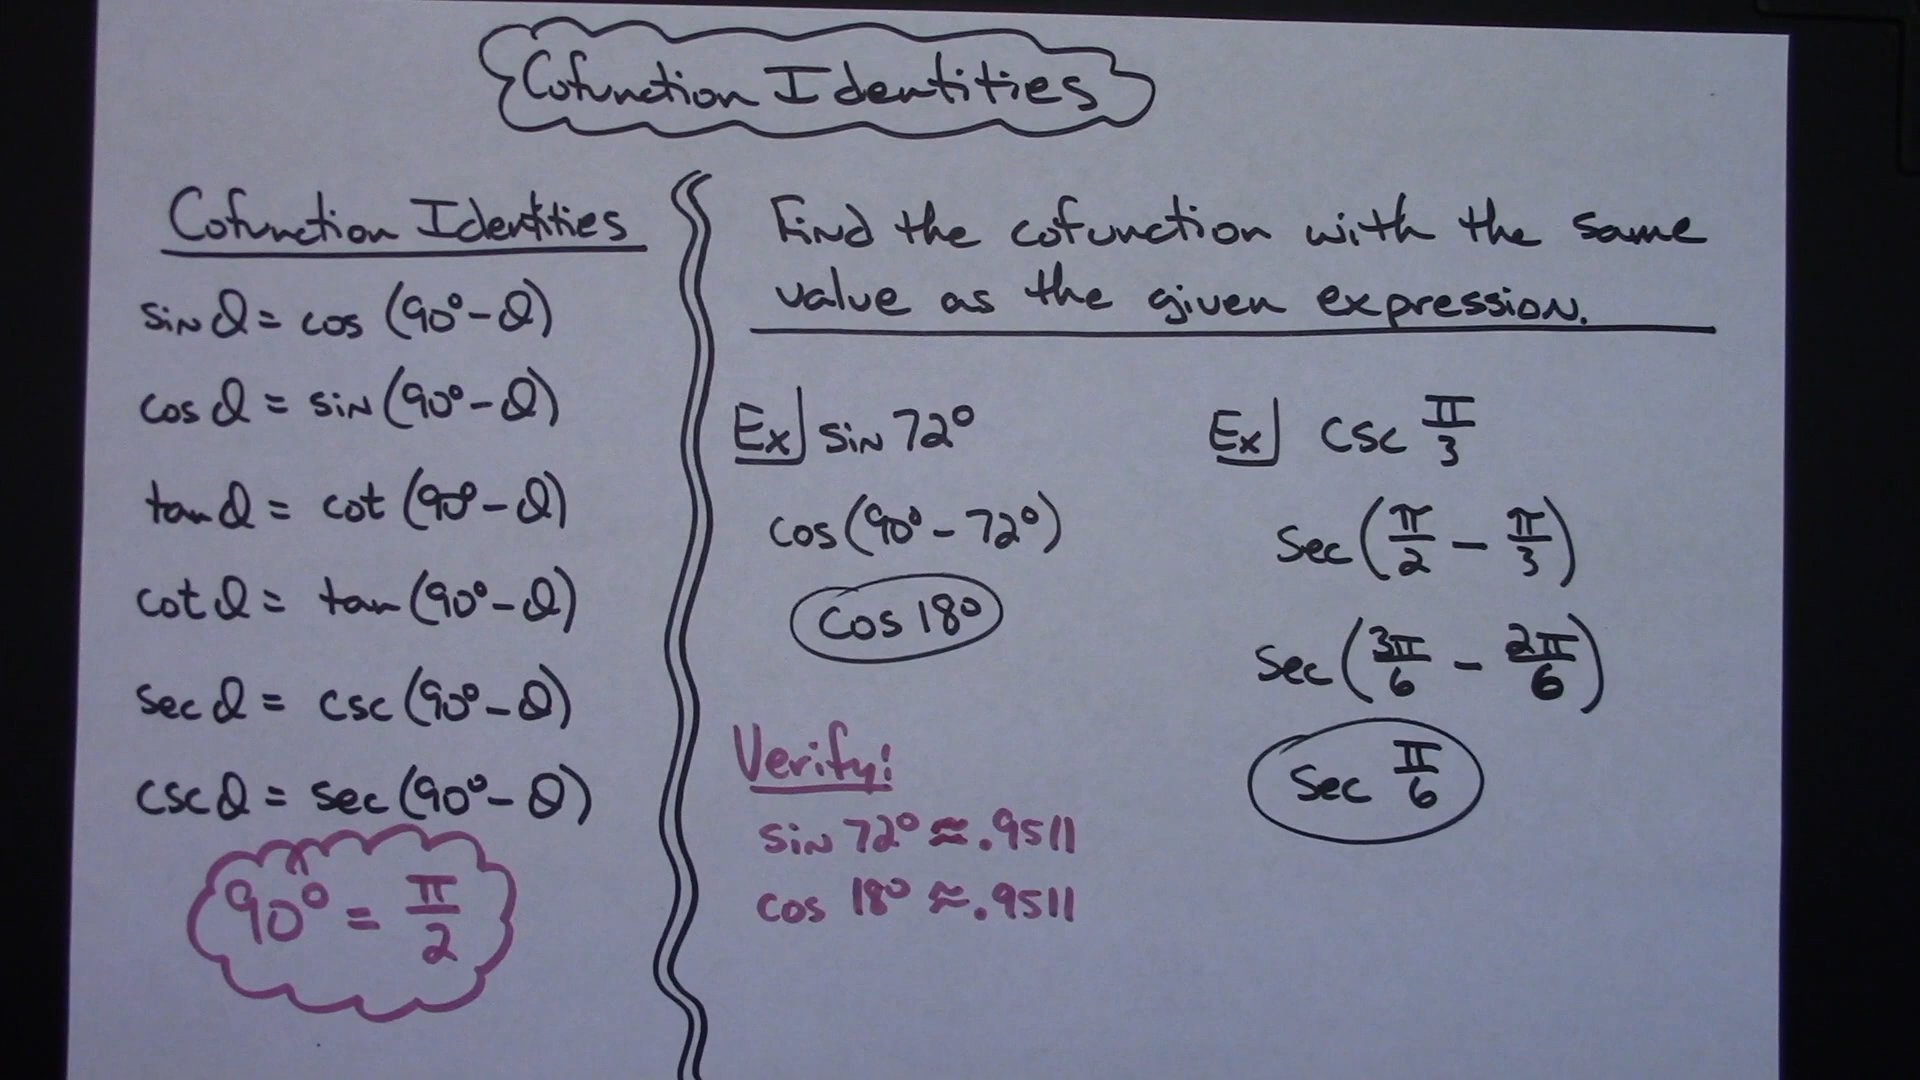 Cofunction Identities
Cofunction Identities
sin θ = cos (90° - θ)
cos θ = sin (90° - θ)
tan θ = cot (90° - θ)
cot θ = tan (90° - θ)
sec θ = csc (90° - θ)
csc θ = sec (90° - θ)
90° = π/2
Find the cofunction with the same
value as the given expression.
Ex) sin 72°
cos (90° - 72°)
cos 18°
Verify!
sin 72° ≈ .9511
cos 18° ≈ .9511
Ex) csc π/3
sec (π/2 - π/3)
sec (3π/6 - 2π/6)
sec π/6